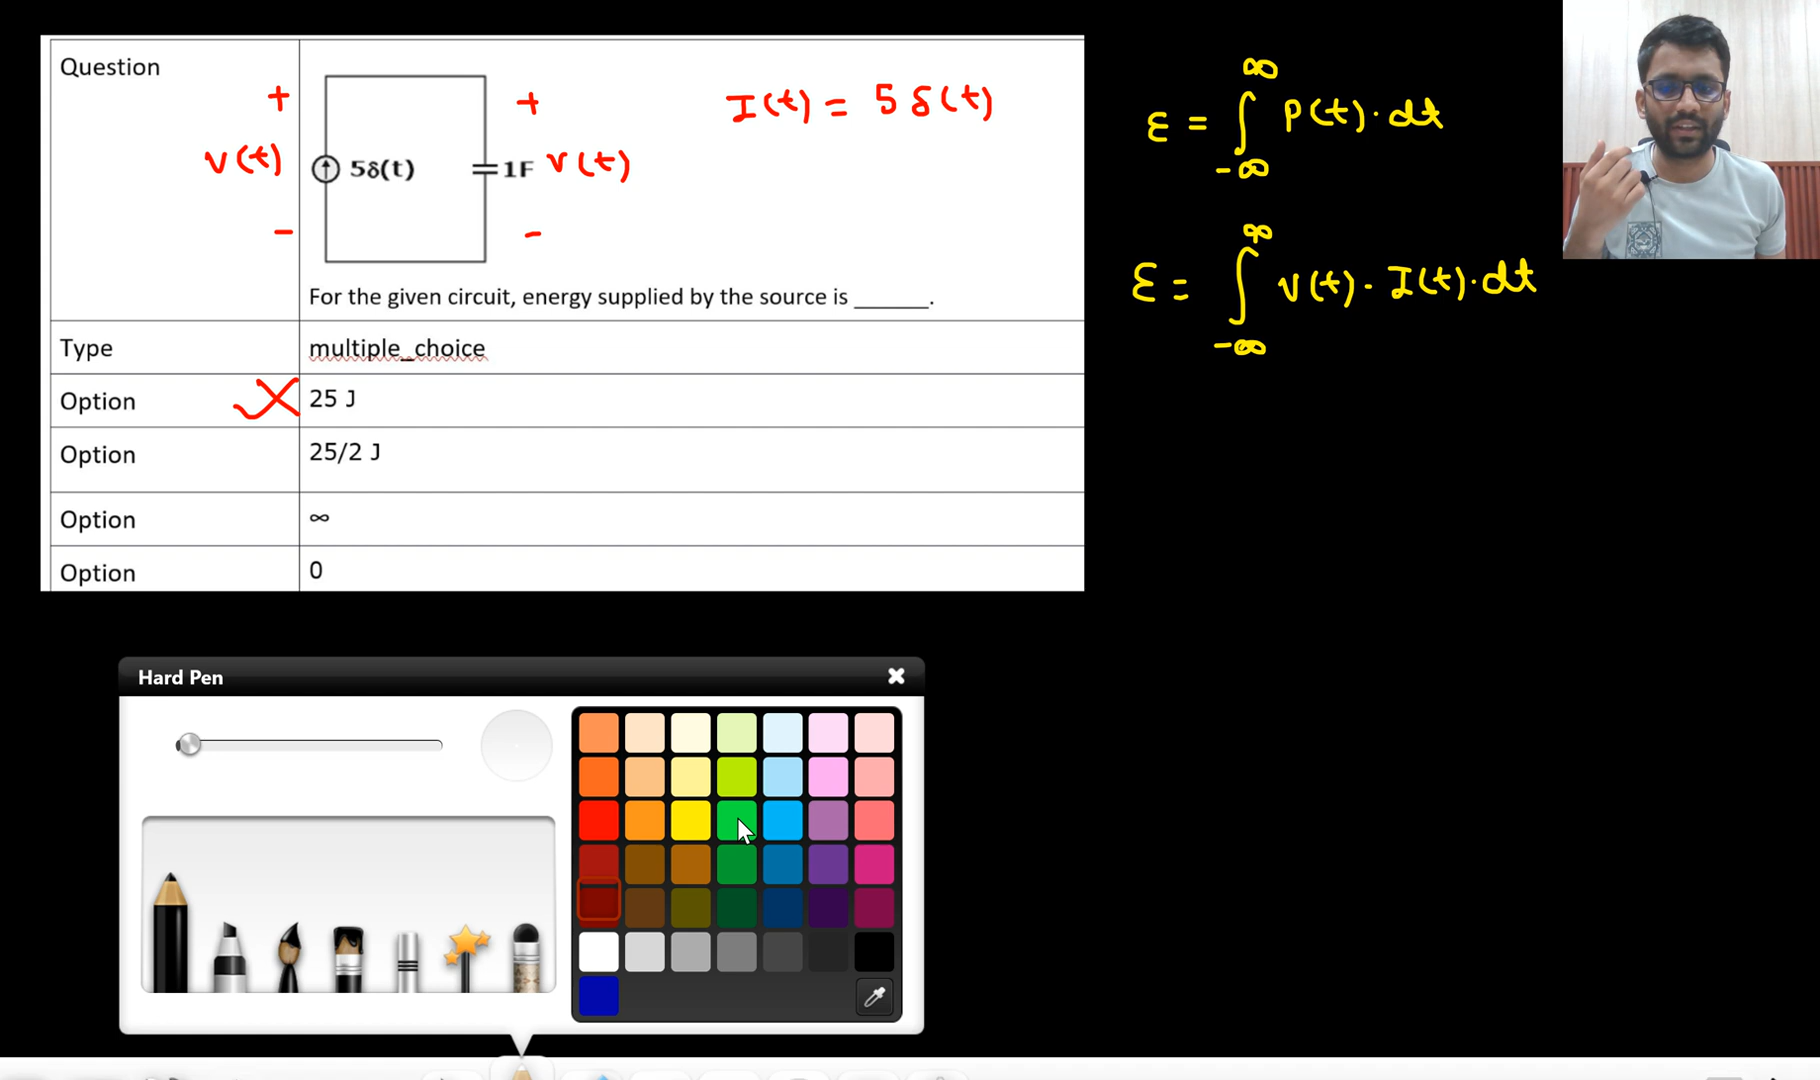 Question
+
+
I(t) = 5 δ(t)
v(t)
5δ(t)
1F
v(t)
-
-
For the given circuit, energy supplied by the source is ______.
Type
multiple_choice
Option
25 J
Option
25/2 J
Option
∞
Option
0
ε = ∫ P(t)·dt
∞
-∞
ε = ∫ v(t)·I(t)·dt
∞
-∞
Hard Pen